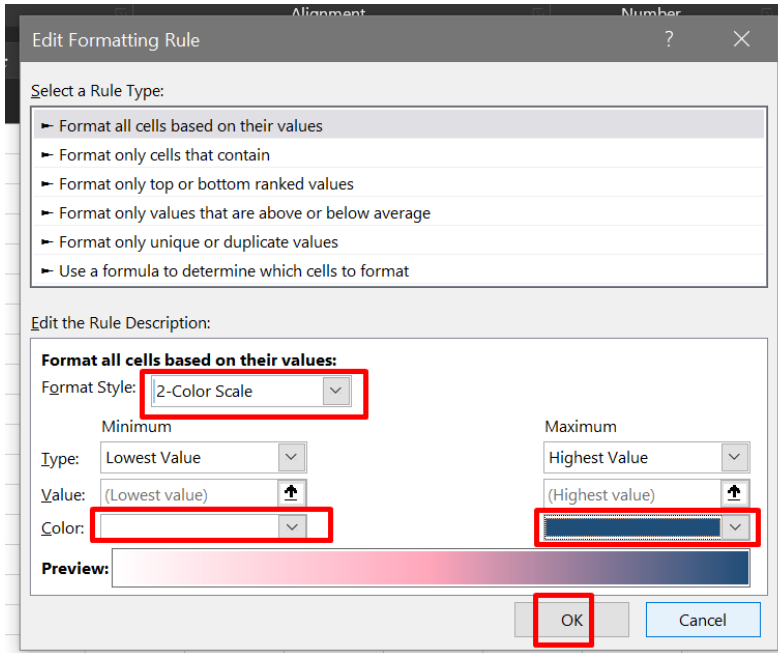 Alignment Number
Edit Formatting Rule ?
Select a Rule Type:
► Format all cells based on their values
► Format only cells that contain
► Format only top or bottom ranked values
► Format only values that are above or below average
► Format only unique or duplicate values
► Use a formula to determine which cells to format
Edit the Rule Description:
Format all cells based on their values:
Format Style: 2-Color Scale
Minimum Maximum
Type: Lowest Value Highest Value
Value: (Lowest value) (Highest value)
Color:
Preview:
OK Cancel